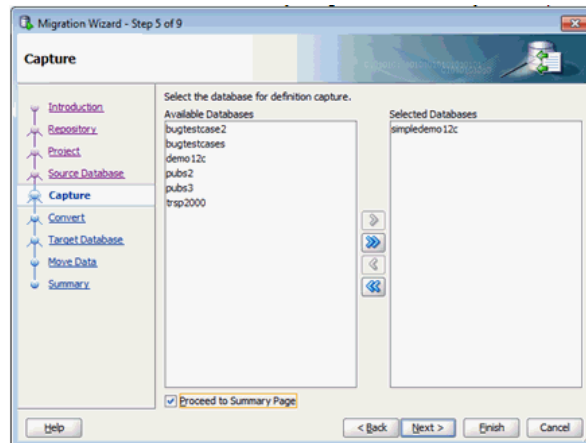 Migration Wizard - Step 5 of 9
Capture
Introduction
Repository
Project
Source Database
Capture
Convert
Target Database
Move Data
Summary
Select the database for definition capture.
Available Databases
bugtestcase2
bugtestcases
demo12c
pubs2
pubs3
trsp2000
Selected Databases
simpledemo12c
Proceed to Summary Page
Help
< Back
Next >
Finish
Cancel